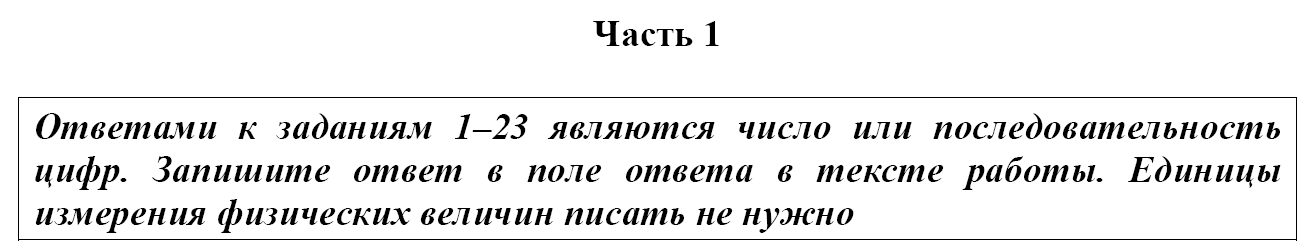 Часть 1
Ответами к заданиям 1–23 являются число или последовательность
цифр. Запишите ответ в поле ответа в тексте работы. Единицы
измерения физических величин писать не нужно